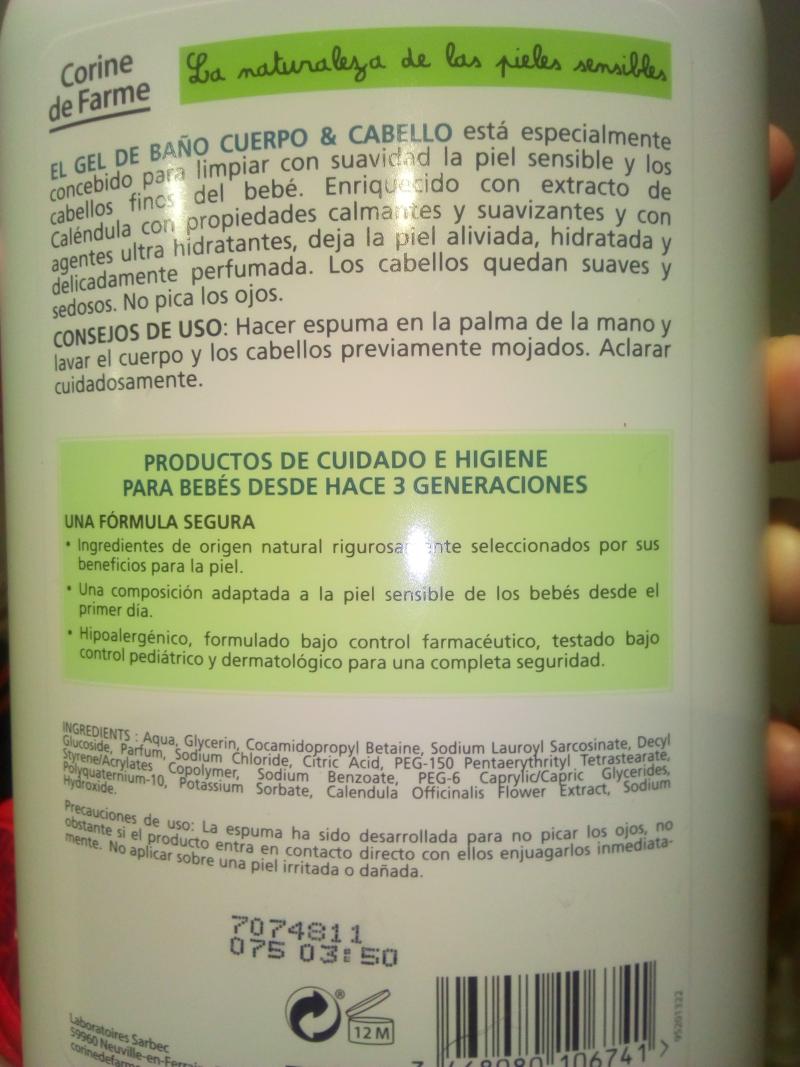 Corine
de Farme
La naturaleza de las pieles sensibles
EL GEL DE BAÑO CUERPO & CABELLO está especialmente
concebido para limpiar con suavidad la piel sensible y los
cabellos finos del bebé. Enriquecido con extracto de
Caléndula con propiedades calmantes y suavizantes y con
agentes ultra hidratantes, deja la piel aliviada, hidratada y
delicadamente perfumada. Los cabellos quedan suaves y
sedosos. No pica los ojos.
CONSEJOS DE USO: Hacer espuma en la palma de la mano y
lavar el cuerpo y los cabellos previamente mojados. Aclarar
cuidadosamente.
PRODUCTOS DE CUIDADO E HIGIENE
PARA BEBÉS DESDE HACE 3 GENERACIONES
UNA FÓRMULA SEGURA
• Ingredientes de origen natural rigurosamente seleccionados por sus
beneficios para la piel.
• Una composición adaptada a la piel sensible de los bebés desde el
primer día.
• Hipoalergénico, formulado bajo control farmacéutico, testado bajo
control pediátrico y dermatológico para una completa seguridad.
INGREDIENTS : Aqua, Glycerin, Cocamidopropyl Betaine, Sodium Lauroyl Sarcosinate, Decyl
Glucoside, Parfum, Sodium Chloride, Citric Acid, PEG-150 Pentaerythrityl Tetrastearate,
Styrene/Acrylates Copolymer, Sodium Benzoate, PEG-6 Caprylic/Capric Glycerides,
Polyquaternium-10, Potassium Sorbate, Calendula Officinalis Flower Extract, Sodium
Hydroxide.
Precauciones de uso: La espuma ha sido desarrollada para no picar los ojos, no
obstante si el producto entra en contacto directo con ellos enjuagarlos inmediata-
mente. No aplicar sobre una piel irritada o dañada.
7074811
075 03:50
®
12 M
Laboratoires Sarbec
59960 Neuville-en-
corinedefarme
106741 >
95201322